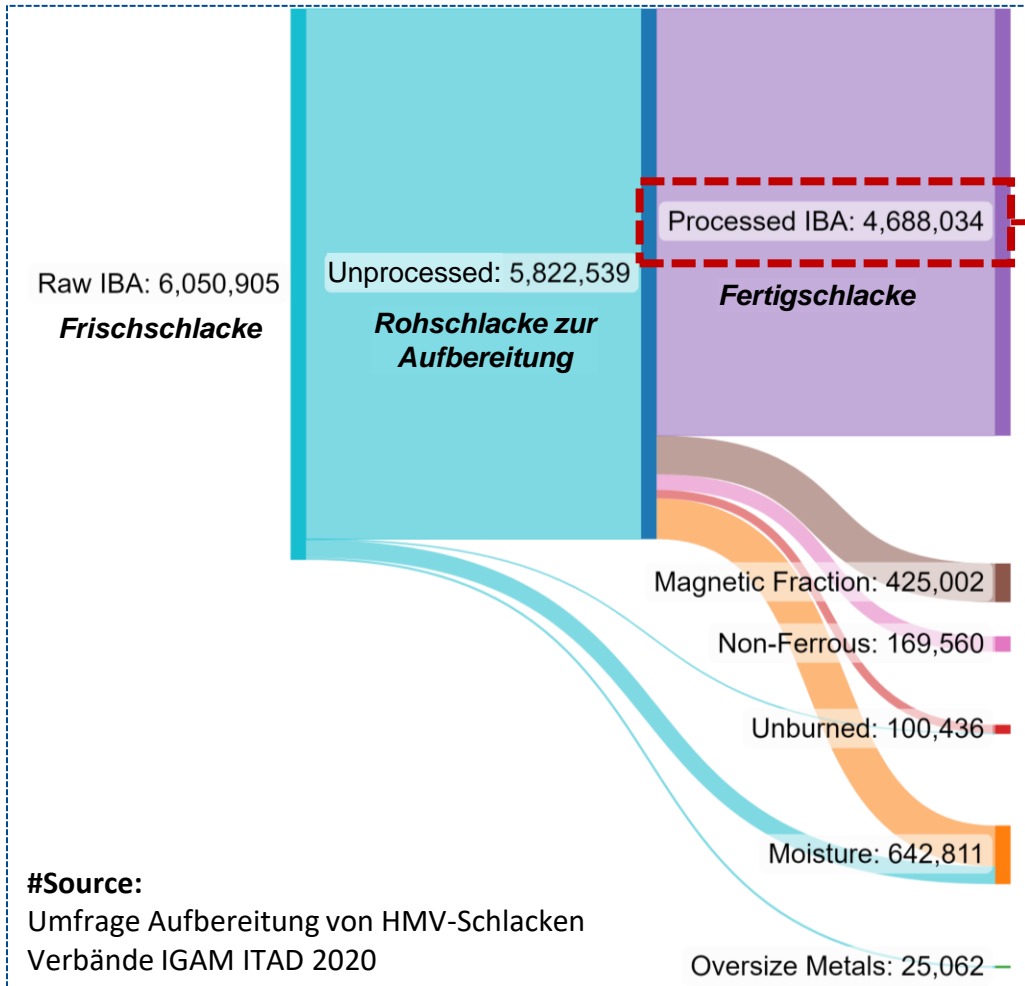 Processed IBA: 4,688,034
Raw IBA: 6,050,905
Unprocessed: 5,822,539
Fertigschlacke
Frischschlacke
Rohschlacke zur
Aufbereitung
Magnetic Fraction: 425,002
Non-Ferrous: 169,560
Unburned: 100,436
Moisture: 642,811
#Source:
Umfrage Aufbereitung von HMV-Schlacken
Verbände IGAM ITAD 2020
Oversize Metals: 25,062